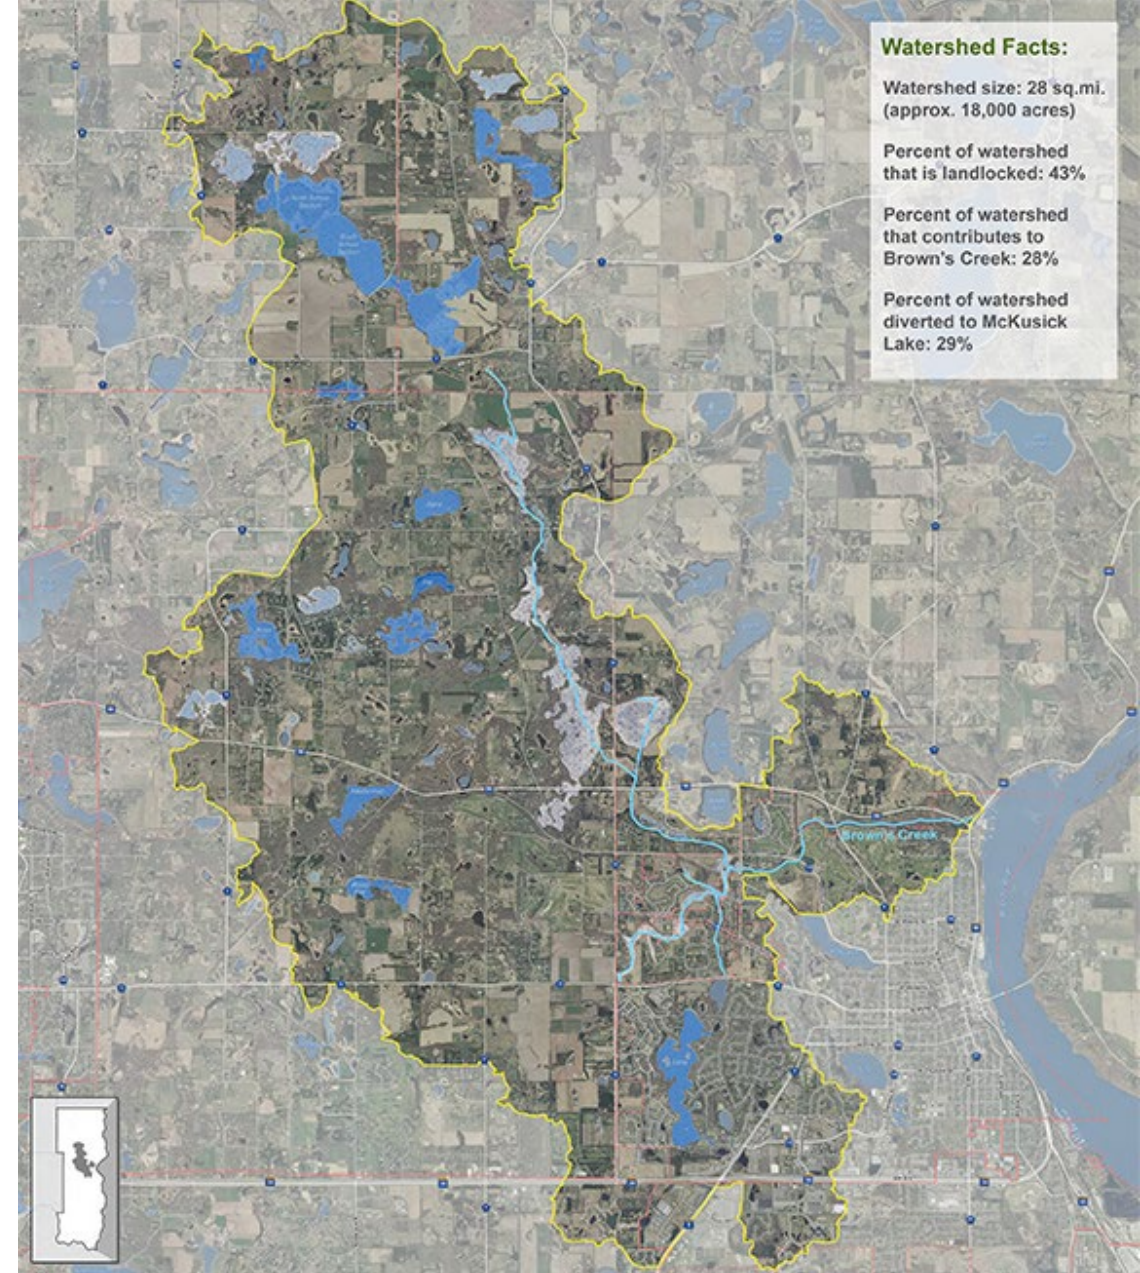 Watershed Facts:
Watershed size: 28 sq.mi.
(approx. 18,000 acres)
Percent of watershed
that is landlocked: 43%
Percent of watershed
that contributes to
Brown's Creek: 28%
Percent of watershed
diverted to McKusick
Lake: 29%
Brown's Creek